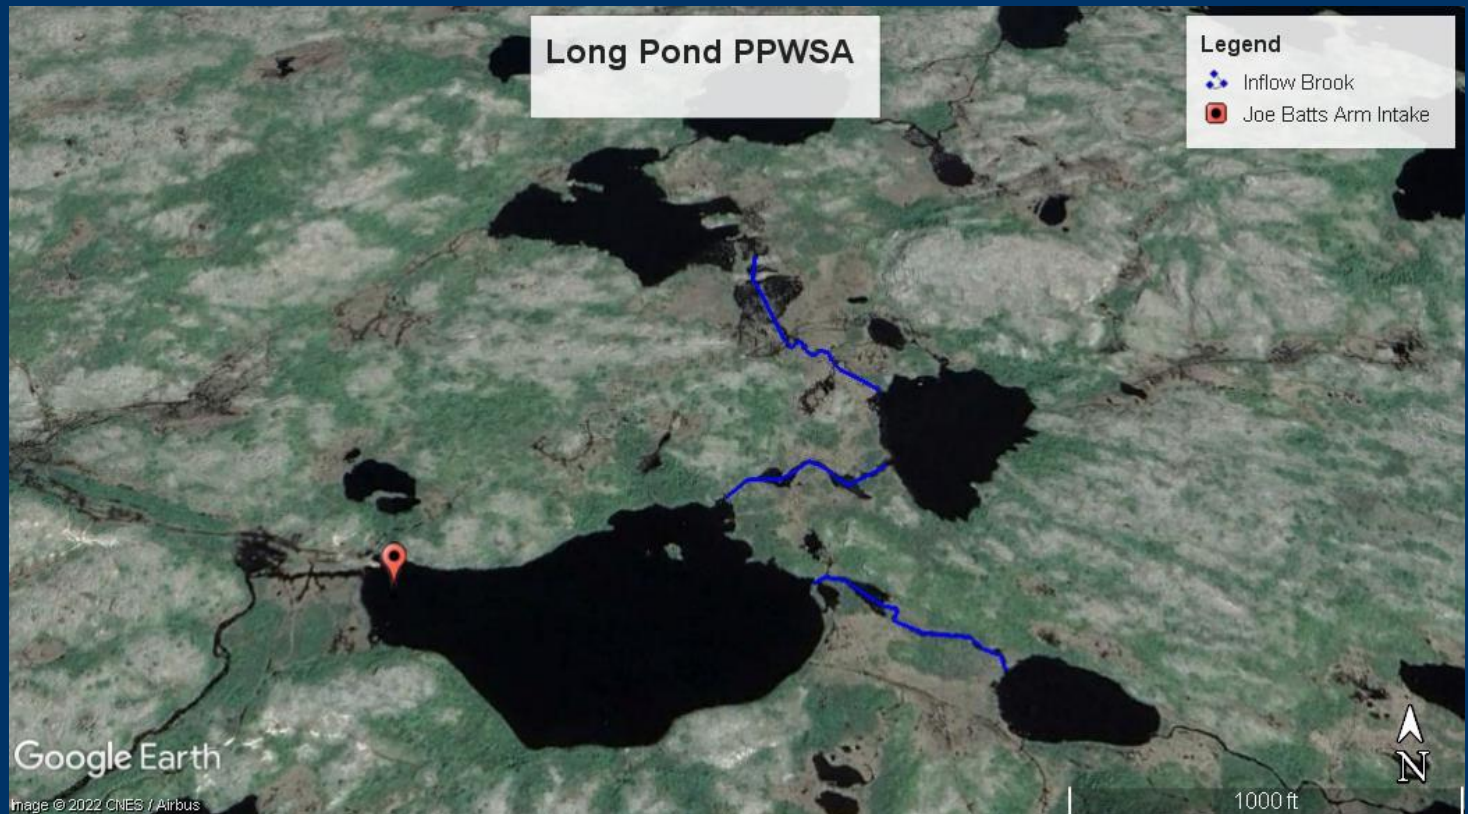 Long Pond PPWSA
Legend
Inflow Brook
Joe Batts Arm Intake
N
Google Earth
1000 ft
Image © 2022 CNES / Airbus